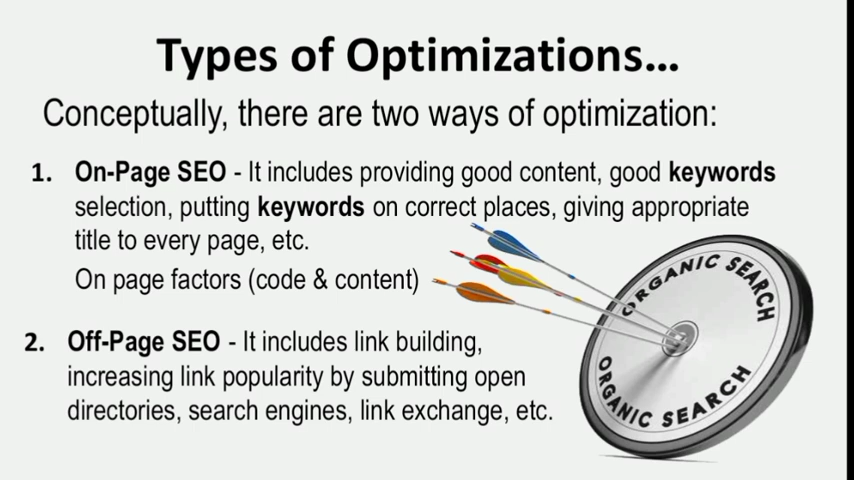 Types of Optimizations...
Conceptually, there are two ways of optimization:
1. On-Page SEO - It includes providing good content, good keywords
selection, putting keywords on correct places, giving appropriate
title to every page, etc.
On page factors (code & content)
2. Off-Page SEO - It includes link building,
increasing link popularity by submitting open
directories, search engines, link exchange, etc.
ORGANIC SEARCH
ORGANIC SEARCH